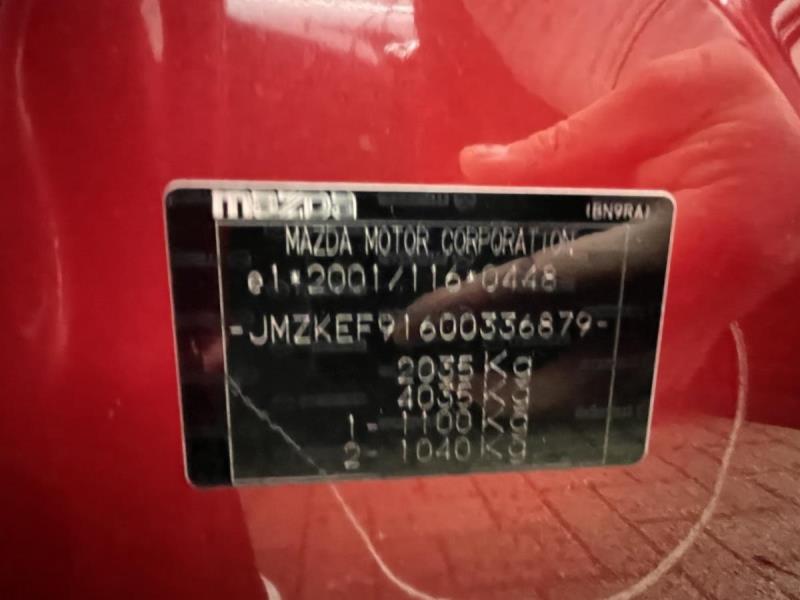 mazda
(BN9RA)
MAZDA MOTOR CORPORATION
e1*2001/116*0448
-JMZKEF91600336879-
2035 Kg
4035 Kg
1 - 1100 Kg
2 - 1040 Kg